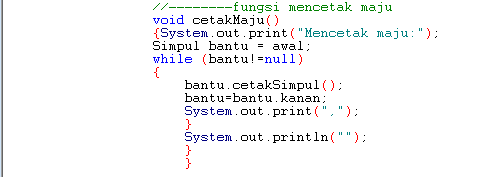 //--------fungsi mencetak maju
void cetakMaju()
{System.out.print("Mencetak maju:");
Simpul bantu = awal;
while (bantu!=null)
{
bantu.cetakSimpul();
bantu=bantu.kanan;
System.out.print(",");
}
System.out.println("");
}
}